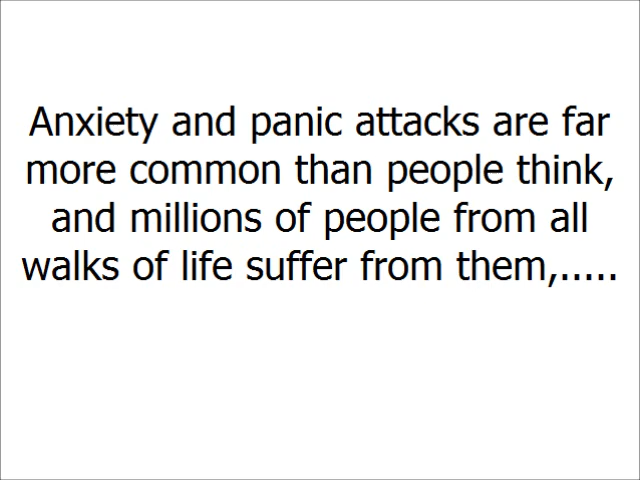 Anxiety and panic attacks are far
more common than people think,
and millions of people from all
walks of life suffer from them,.....